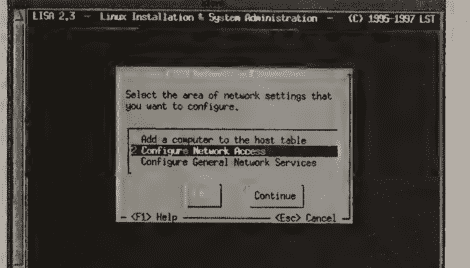 LISA 2.3 - Linux Installation & System Administration - (C) 1995-1997 LST
Select the area of network settings that
you want to configure.
Add a computer to the host table
2 Configure Network Access
Configure General Network Services
Continue
<F1> Help
<Esc> Cancel